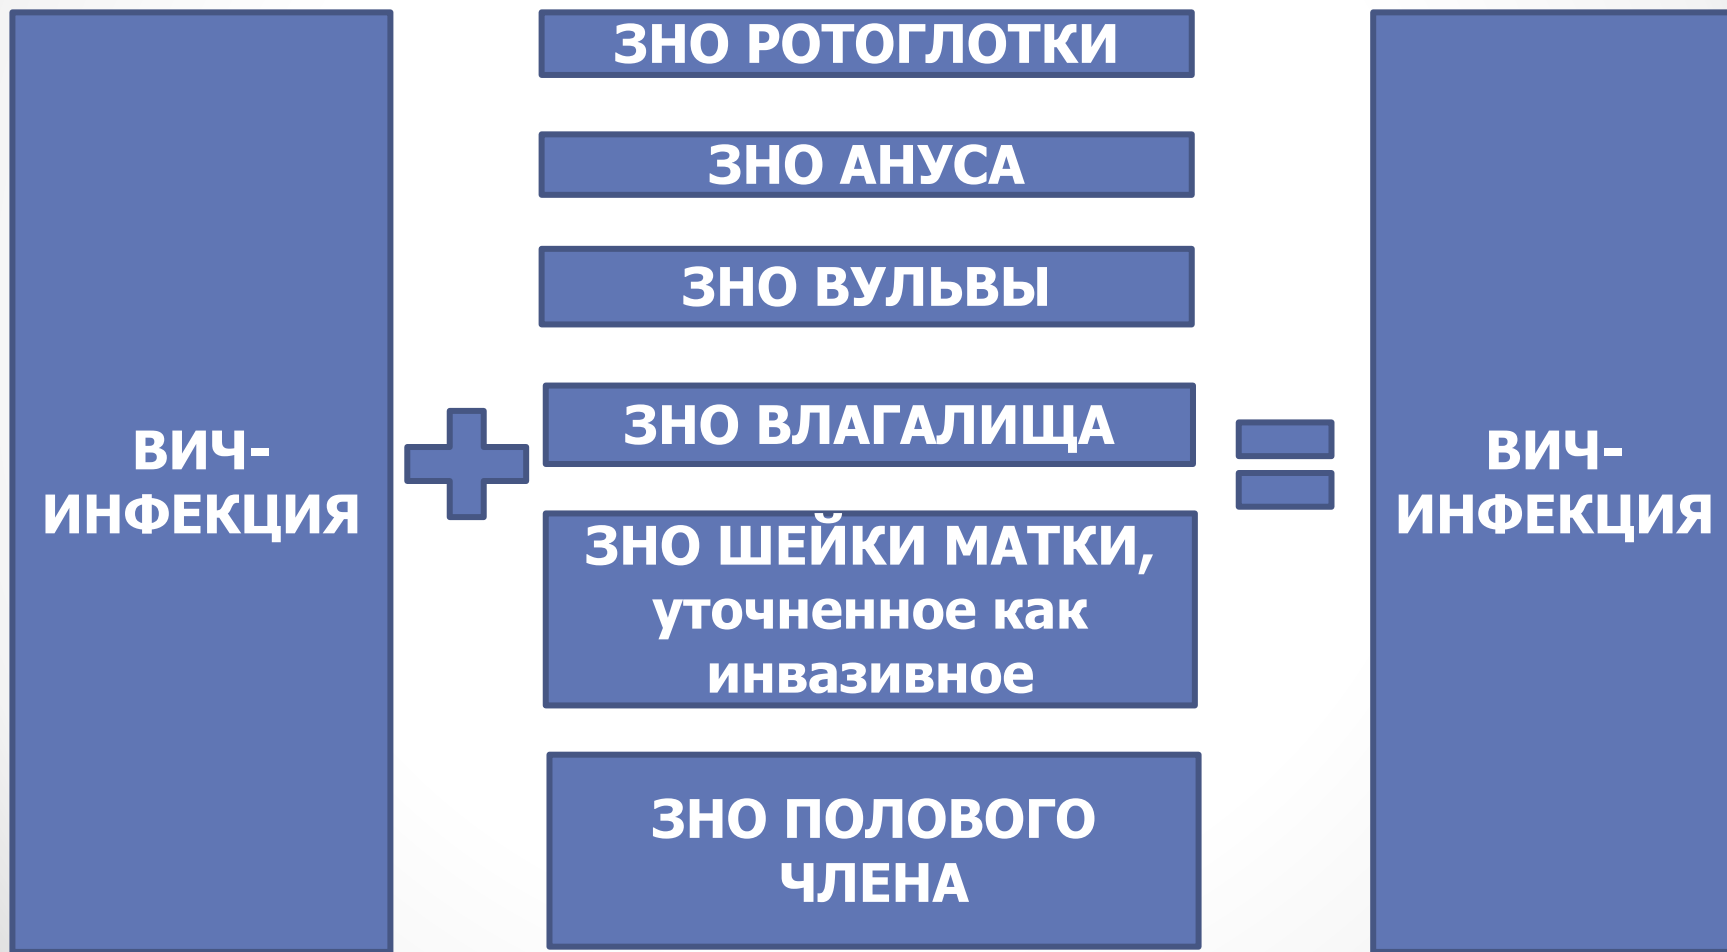 ВИЧ-
ИНФЕКЦИЯ
ЗНО РОТОГЛОТКИ
ЗНО АНУСА
ЗНО ВУЛЬВЫ
ЗНО ВЛАГАЛИЩА
ЗНО ШЕЙКИ МАТКИ,
уточненное как
инвазивное
ЗНО ПОЛОВОГО
ЧЛЕНА
ВИЧ-
ИНФЕКЦИЯ